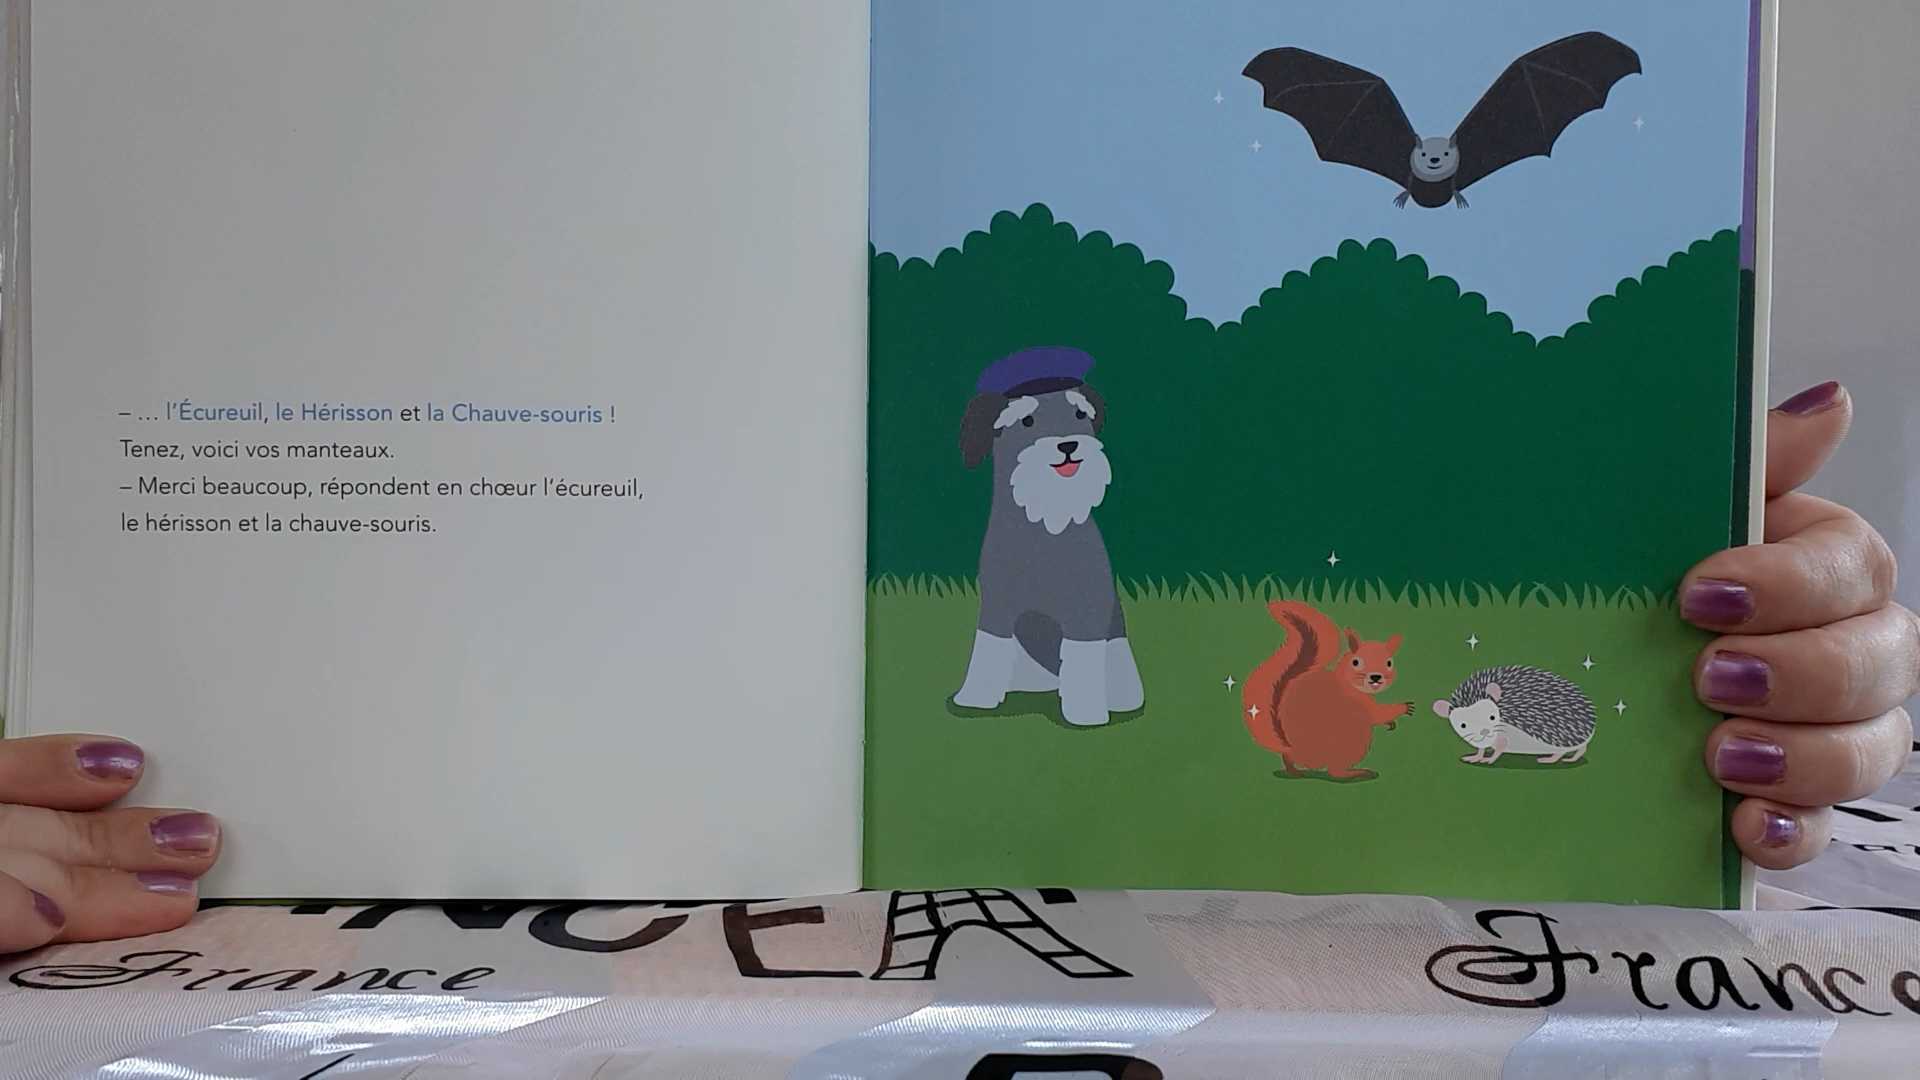 – … l'Écureuil, le Hérisson et la Chauve-souris !
Tenez, voici vos manteaux.
– Merci beaucoup, répondent en chœur l'écureuil,
le hérisson et la chauve-souris.
France
France